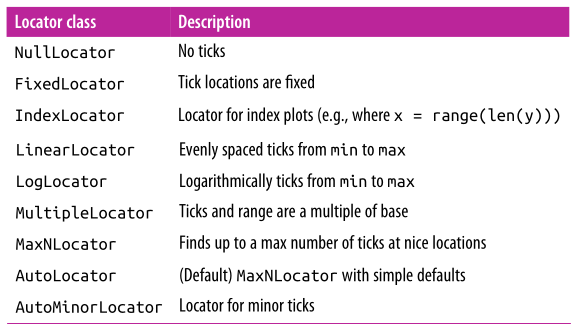 Locator class Description
NullLocator No ticks
FixedLocator Tick locations are fixed
IndexLocator Locator for index plots (e.g., where x = range(len(y)))
LinearLocator Evenly spaced ticks from min to max
LogLocator Logarithmically ticks from min to max
MultipleLocator Ticks and range are a multiple of base
MaxNLocator Finds up to a max number of ticks at nice locations
AutoLocator (Default) MaxNLocator with simple defaults
AutoMinorLocator Locator for minor ticks